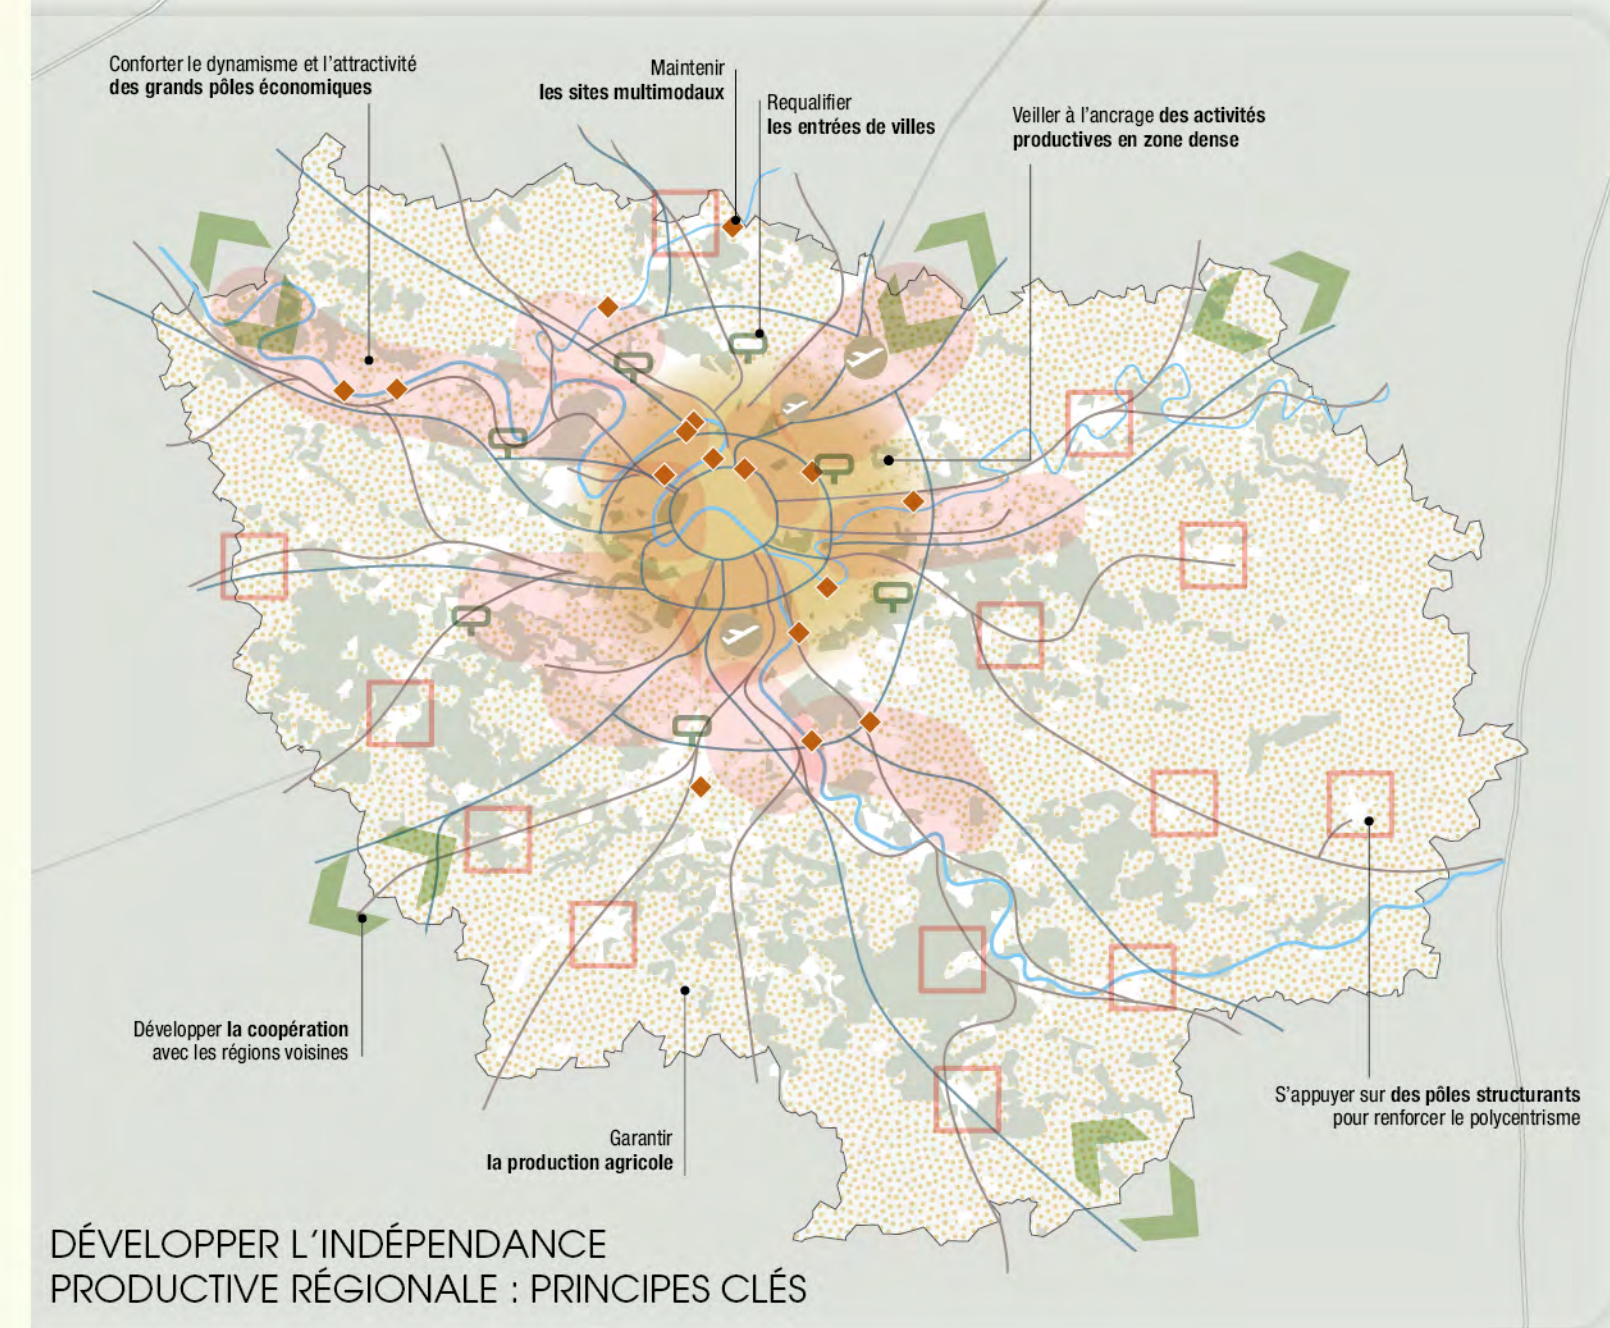 Conforter le dynamisme et l'attractivité
des grands pôles économiques
Maintenir
les sites multimodaux
Requalifier
les entrées de villes
Veiller à l'ancrage des activités
productives en zone dense
Développer la coopération
avec les régions voisines
Garantir
la production agricole
S'appuyer sur des pôles structurants
pour renforcer le polycentrisme
DÉVELOPPER L'INDÉPENDANCE
PRODUCTIVE RÉGIONALE : PRINCIPES CLÉS